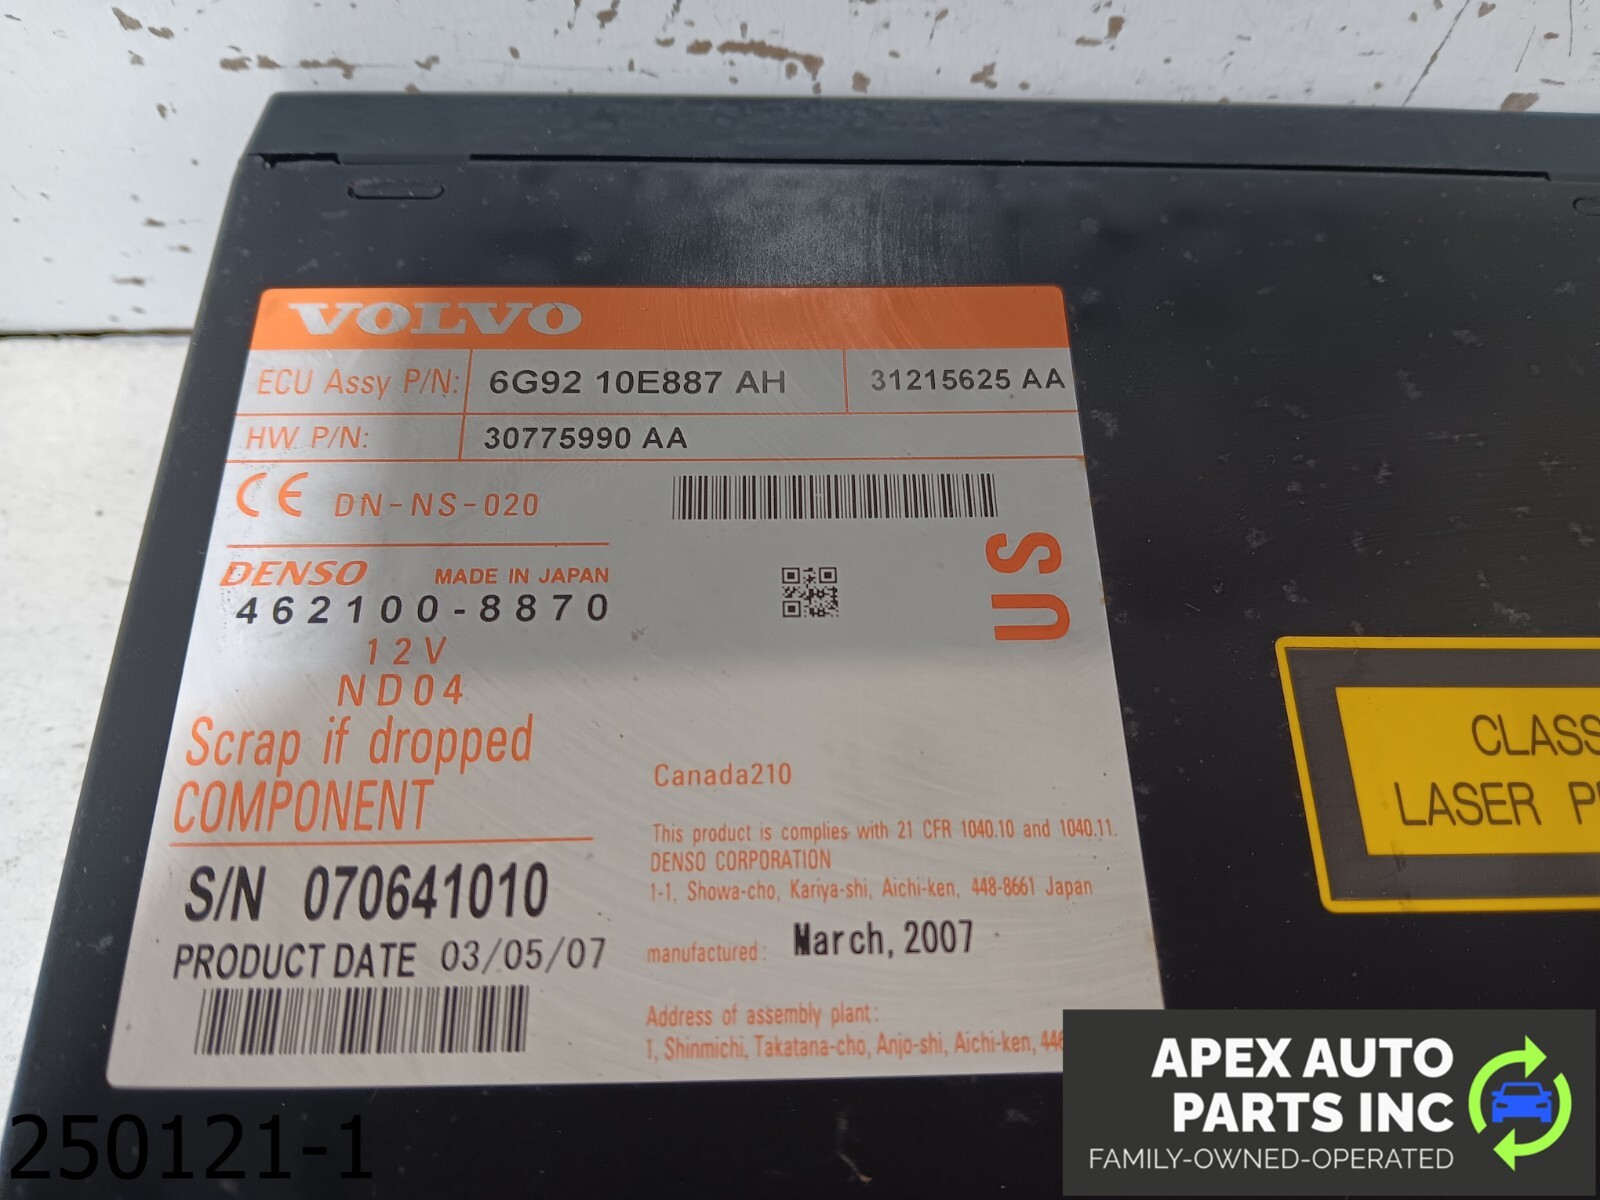 VOLVO
ECU Assy P/N: 6G92 10E887 AH 31215625 AA
HW P/N: 30775990 AA
CE DN-NS-020
DENSO MADE IN JAPAN
462100-8870
12V
ND04
US
Scrap if dropped
COMPONENT
S/N 070641010
PRODUCT DATE 03/05/07
Canada210
This product is complies with 21 CFR 1040.10 and 1040.11.
DENSO CORPORATION
1-1, Showa-cho, Kariya-shi, Aichi-ken, 448-8661 Japan
manufactured: March, 2007
Address of assembly plant:
1, Shinmichi, Takatana-cho, Anjo-shi, Aichi-ken,
CLASS
LASER
250121-1
APEX AUTO
PARTS INC
FAMILY-OWNED-OPERATED